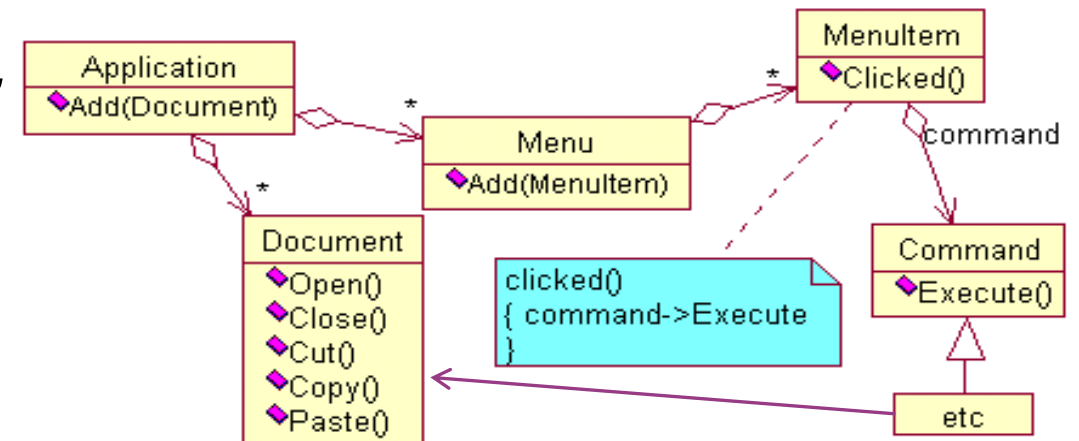 Application
Add(Document)
*
*
Menu
Add(MenuItem)
*
MenuItem
Clicked()
command
Document
Open()
Close()
Cut()
Copy()
Paste()
clicked()
{ command->Execute
}
Command
Execute()
etc